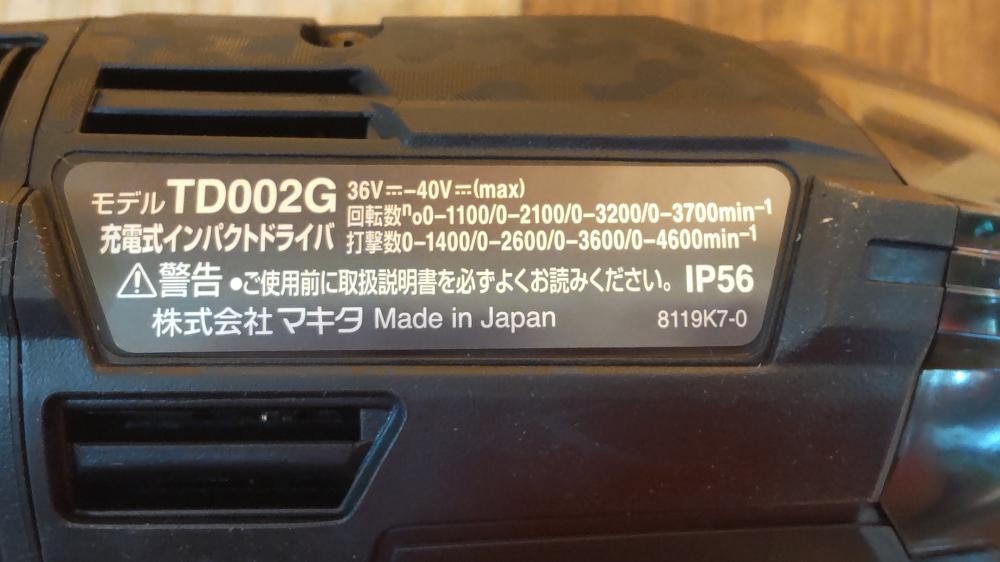 モデル TD002G 36V⎓-40V⎓(max)
回転数n₀0-1100/0-2100/0-3200/0-3700min⁻¹
充電式インパクトドライバ 打撃数0-1400/0-2600/0-3600/0-4600min⁻¹
⚠警告 ●ご使用前に取扱説明書を必ずよくお読みください。 IP56
株式会社 マキタ Made in Japan 8119K7-0